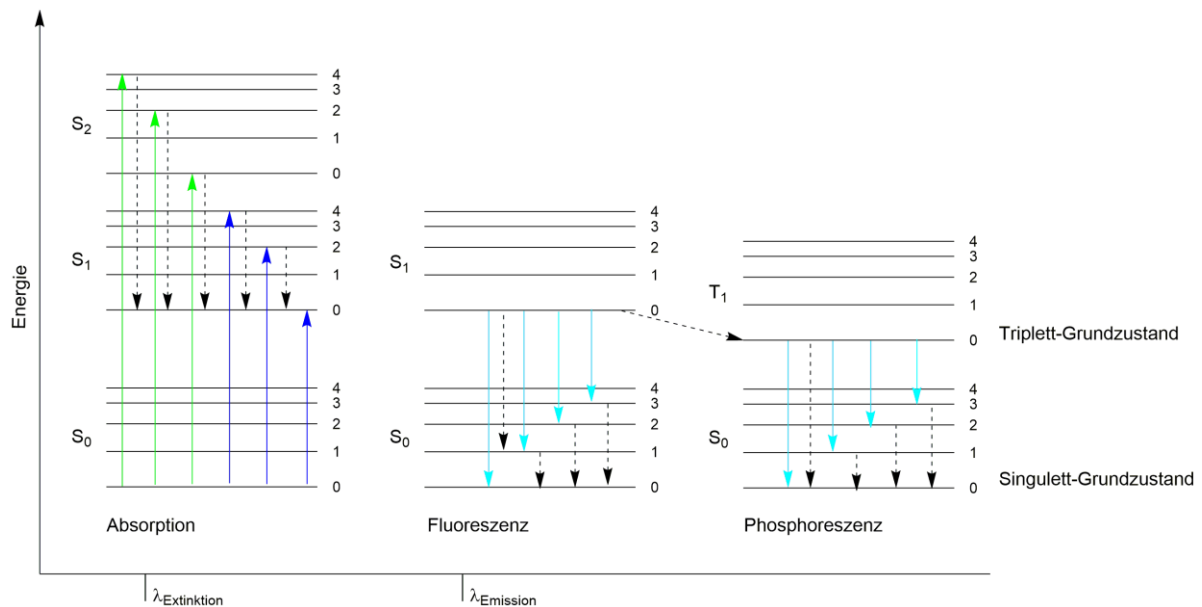 Energie
4
3
S2
2
1
0
4
3
S1
2
1
0
4
3
S0
2
1
0
Absorption
4
3
S1
2
1
0
4
3
S0
2
1
0
Fluoreszenz
4
3
2
T1
1
0
Triplett-Grundzustand
4
3
2
S0
1
0
Singulett-Grundzustand
Phosphoreszenz
λExtinktion
λEmission